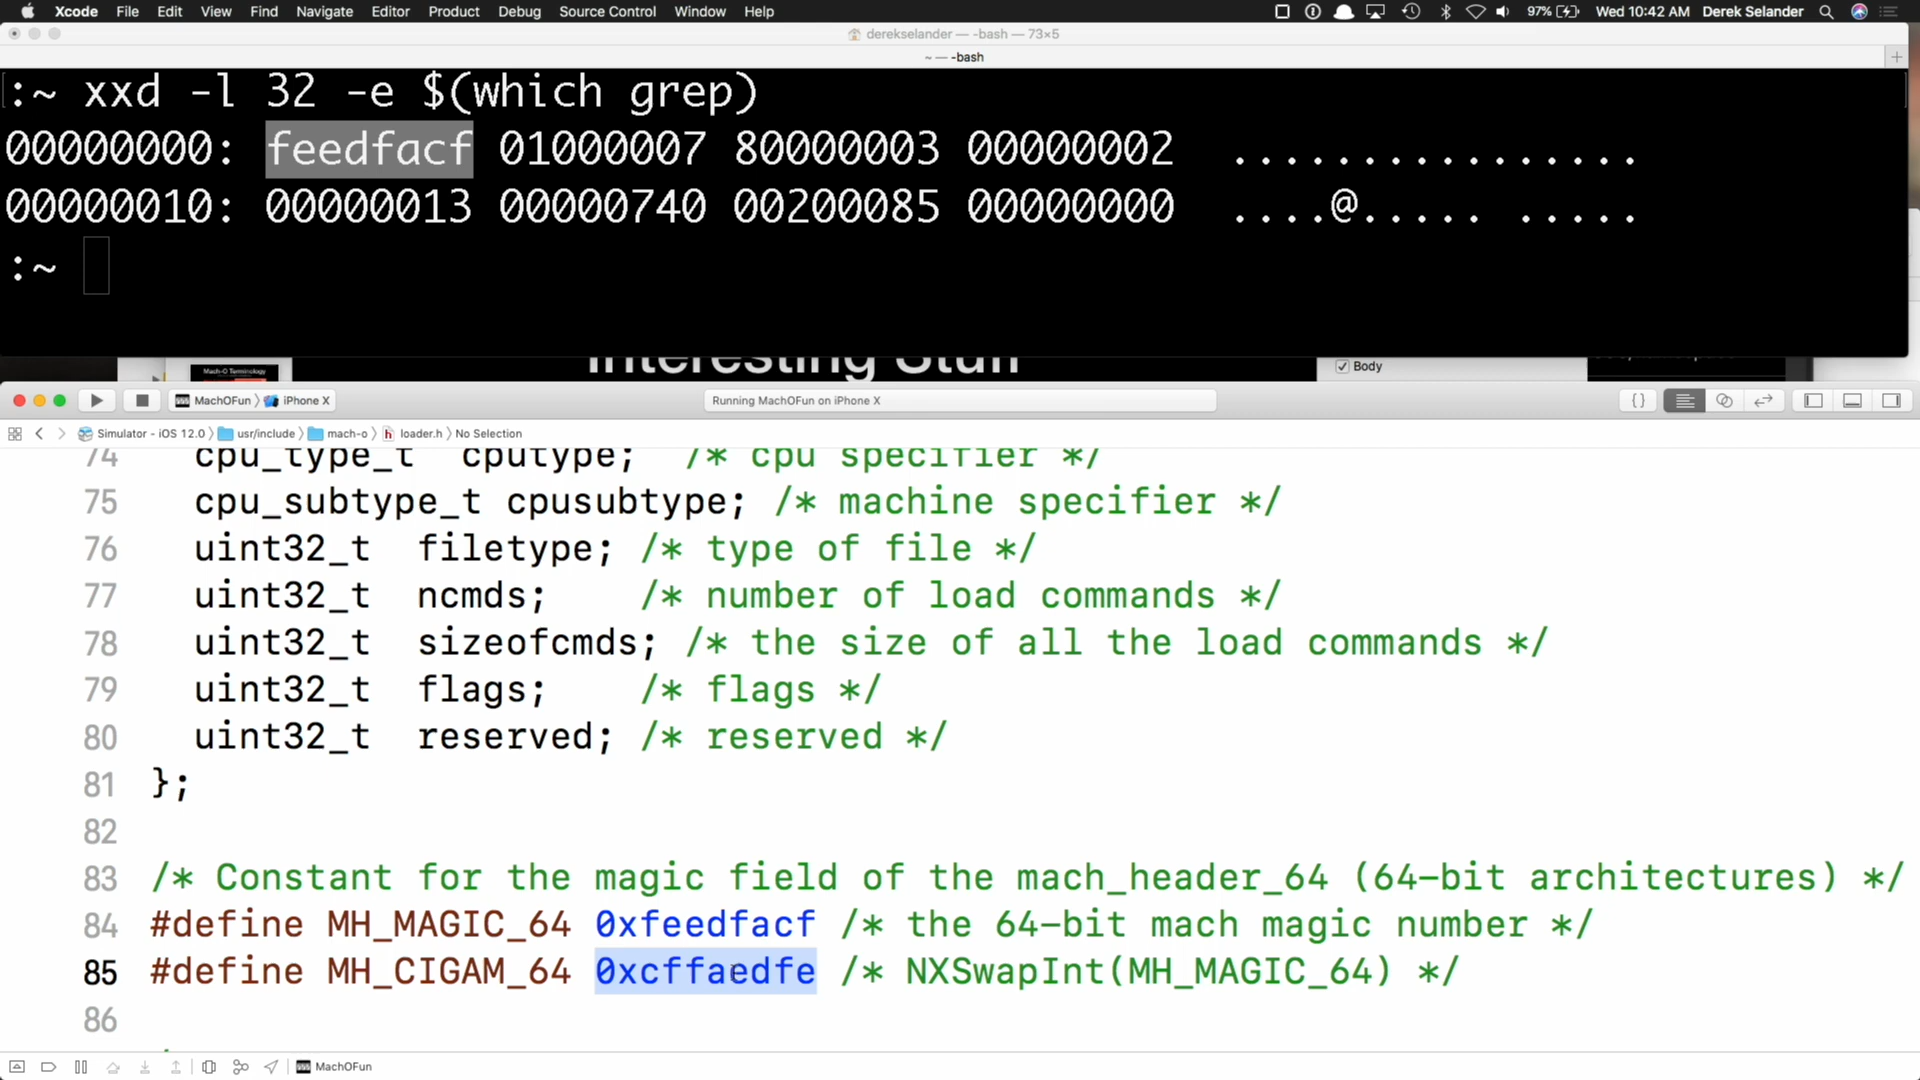 Xcode File Edit View Find Navigate Editor Product Debug Source Control Window Help 97% Wed 10:42 AM Derek Selander
derekselander — -bash — 73×5
~ — -bash
:~ xxd -l 32 -e $(which grep)
00000000: feedfacf 01000007 80000003 00000002 ................
00000010: 00000013 00000740 00200085 00000000 ....@..... .....
:~
Mach-O Terminology
Interesting Stuff
Body
MachOFun iPhone X
Running MachOFun on iPhone X
Simulator - iOS 12.0 usr/include mach-o h loader.h No Selection
74 cpu_type_t cputype; /* cpu specifier */
75 cpu_subtype_t cpusubtype; /* machine specifier */
76 uint32_t filetype; /* type of file */
77 uint32_t ncmds; /* number of load commands */
78 uint32_t sizeofcmds; /* the size of all the load commands */
79 uint32_t flags; /* flags */
80 uint32_t reserved; /* reserved */
81 };
82
83 /* Constant for the magic field of the mach_header_64 (64-bit architectures) */
84 #define MH_MAGIC_64 0xfeedfacf /* the 64-bit mach magic number */
85 #define MH_CIGAM_64 0xcffaedfe /* NXSwapInt(MH_MAGIC_64) */
86
MachOFun